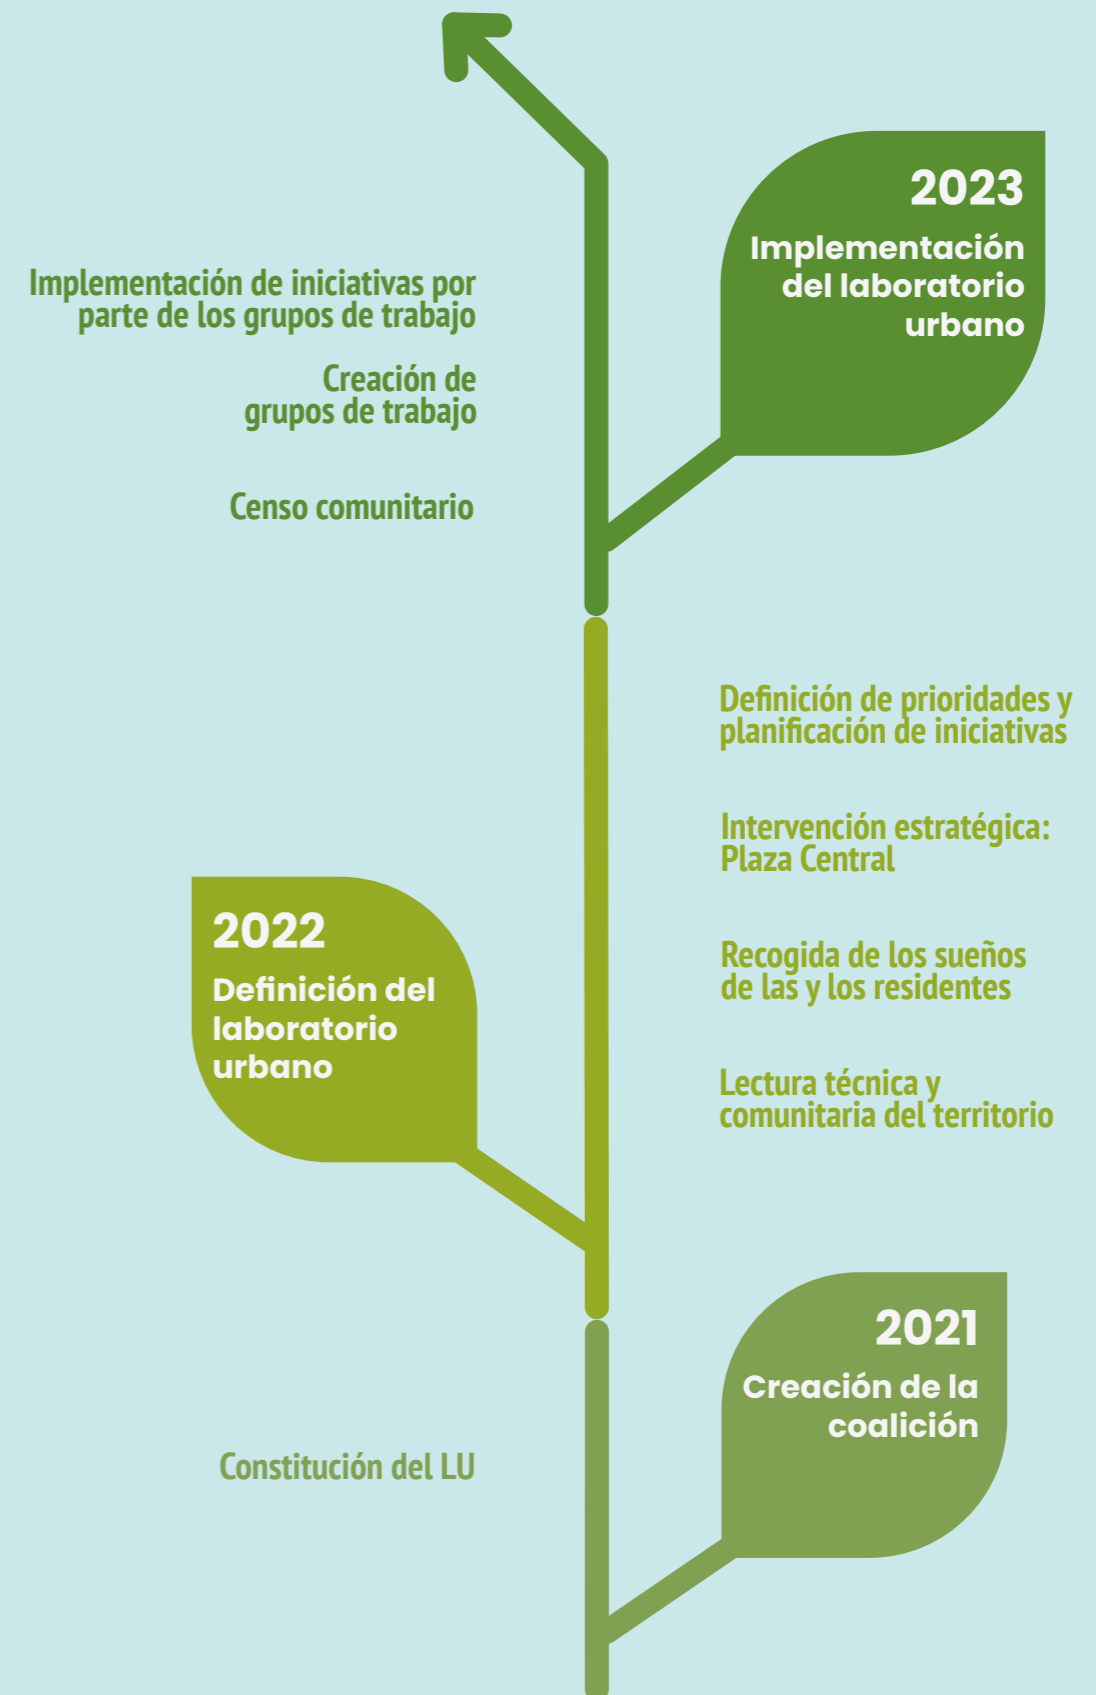 2023
Implementación
del laboratorio
urbano
Implementación de iniciativas por
parte de los grupos de trabajo
Creación de
grupos de trabajo
Censo comunitario
Definición de prioridades y
planificación de iniciativas
Intervención estratégica:
Plaza Central
2022
Definición del
laboratorio
urbano
Recogida de los sueños
de las y los residentes
Lectura técnica y
comunitaria del territorio
2021
Creación de la
coalición
Constitución del LU